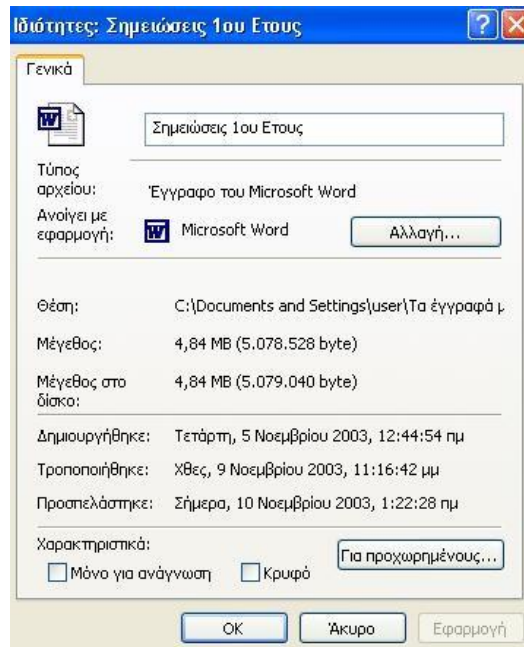 Ιδιότητες: Σημειώσεις 1ου Ετους
Γενικά
Σημειώσεις 1ου Ετους
Τύπος
αρχείου:
Έγγραφο του Microsoft Word
Ανοίγει με
εφαρμογή:
Microsoft Word
Αλλαγή...
Θέση:
C:\Documents and Settings\user\Τα έγγραφά μ
Μέγεθος:
4,84 MB (5.078.528 byte)
Μέγεθος στο
δίσκο:
4,84 MB (5.079.040 byte)
Δημιουργήθηκε:
Τετάρτη, 5 Νοεμβρίου 2003, 12:44:54 πμ
Τροποποιήθηκε:
Χθες, 9 Νοεμβρίου 2003, 11:16:42 μμ
Προσπελάστηκε:
Σήμερα, 10 Νοεμβρίου 2003, 1:22:28 πμ
Χαρακτηριστικά:
Μόνο για ανάγνωση
Κρυφό
Για προχωρημένους...
OK
Άκυρο
Εφαρμογή